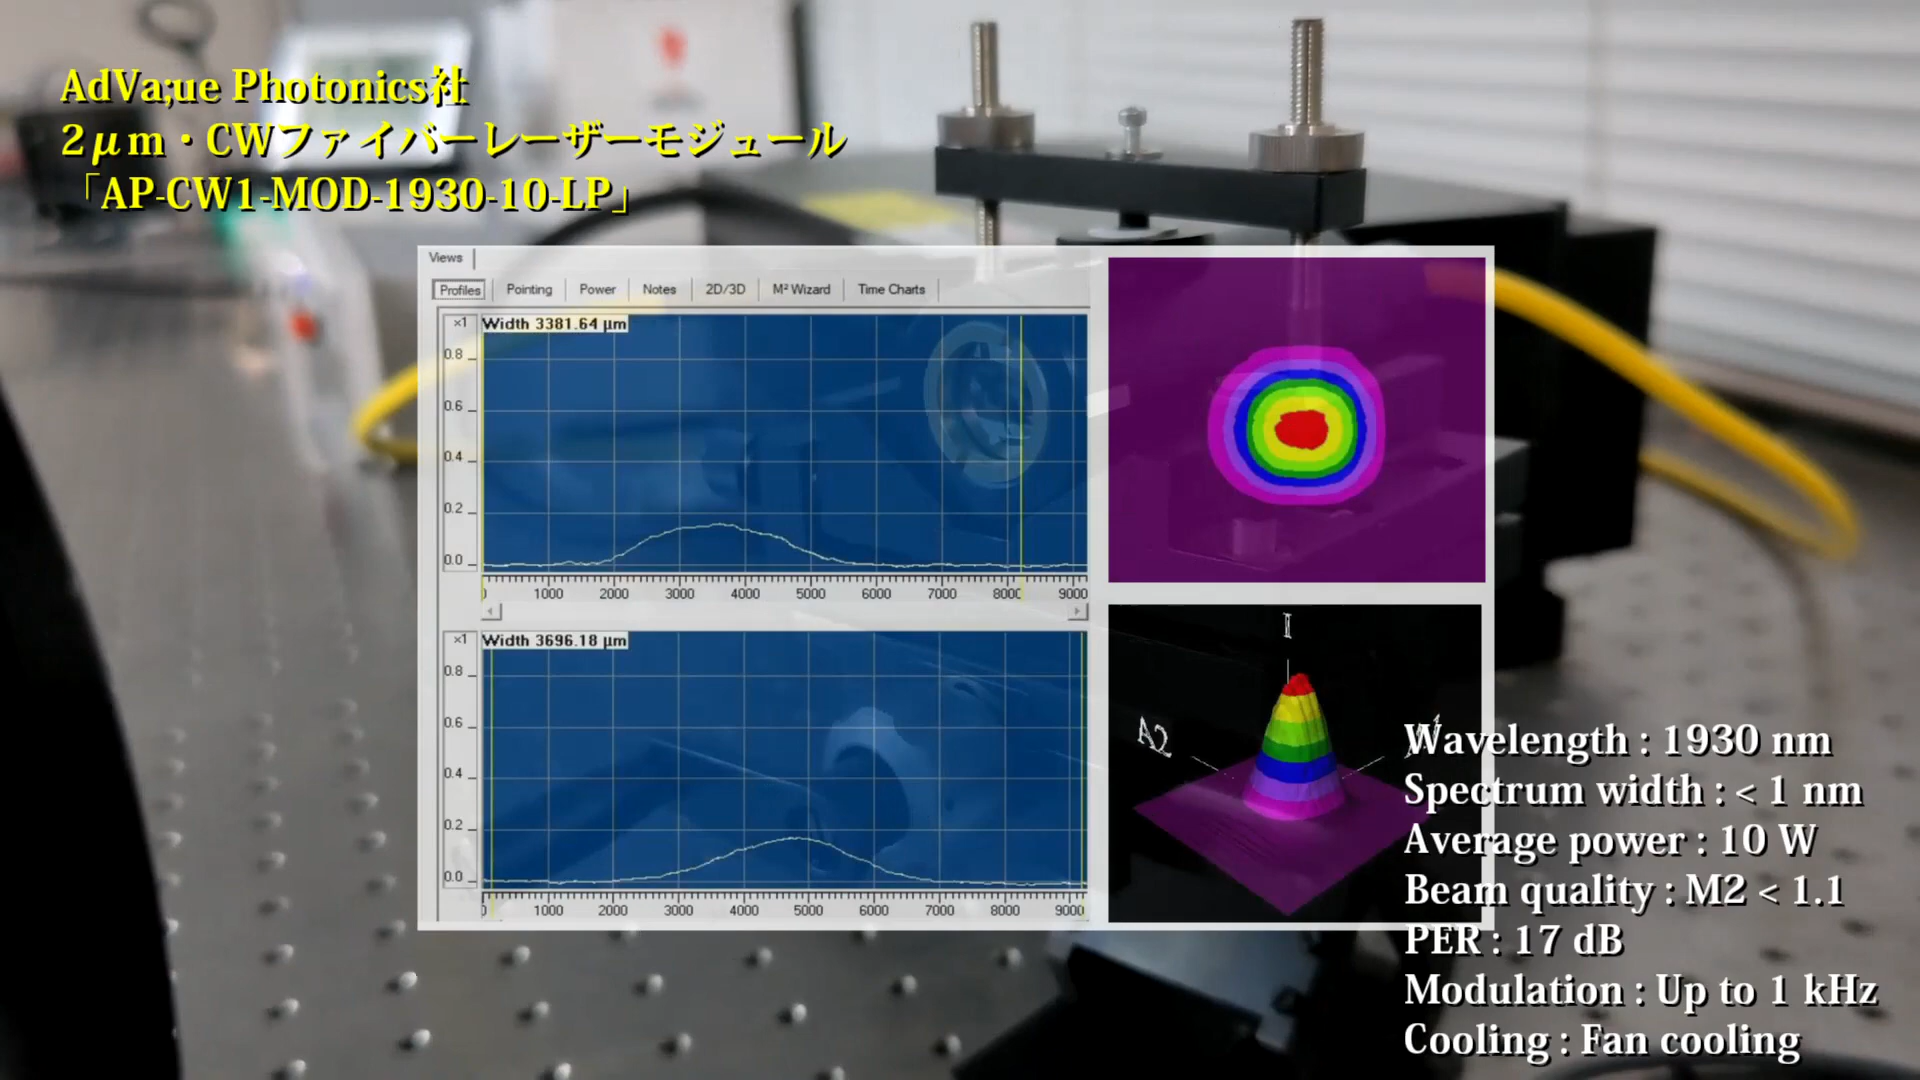 AdVa;ue Photonics社
２μｍ・CWファイバーレーザーモジュール
「AP-CW1-MOD-1930-10-LP」
Views
Profiles Pointing Power Notes 2D/3D M² Wizard Time Charts
×1 Width 3381.64 µm
0.8
0.6
0.4
0.2
0.0
1000 2000 3000 4000 5000 6000 7000 8000 9000
×1 Width 3696.18 µm
0.8
0.6
0.4
0.2
0.0
0 1000 2000 3000 4000 5000 6000 7000 8000 9000
A2
Wavelength : 1930 nm
Spectrum width : < 1 nm
Average power : 10 W
Beam quality : M2 < 1.1
PER : 17 dB
Modulation : Up to 1 kHz
Cooling : Fan cooling